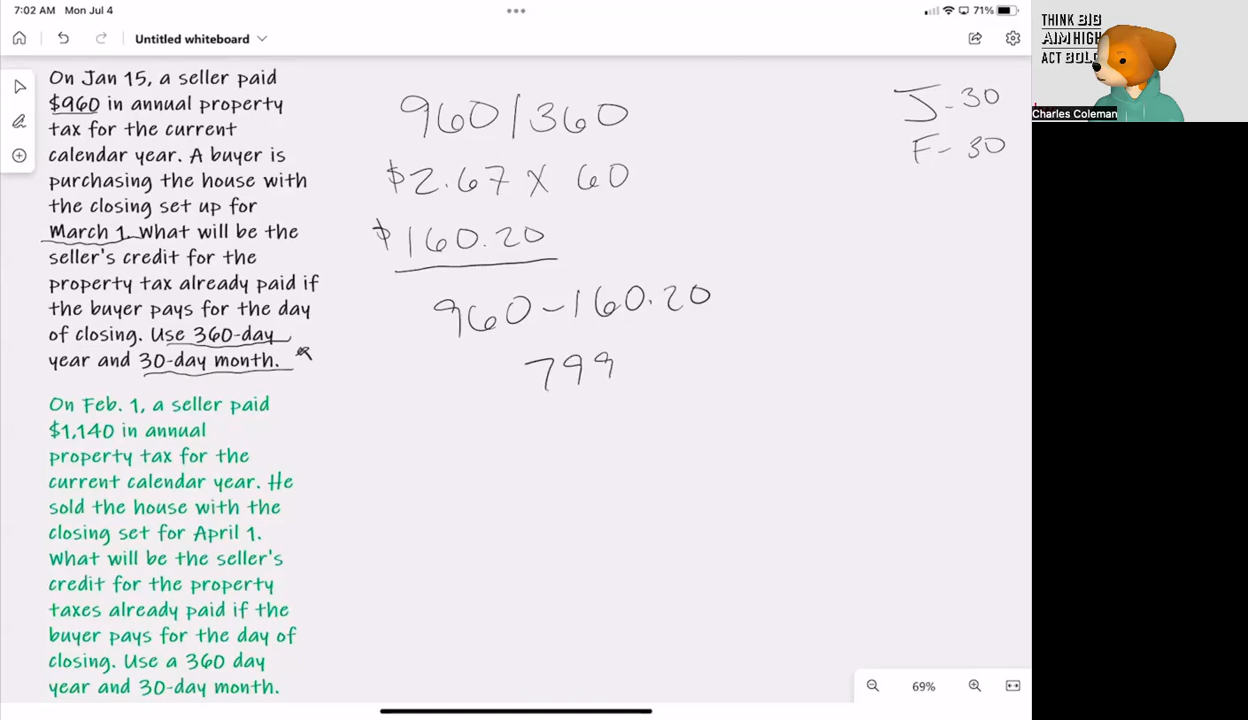 7:02 AM Mon Jul 4
71%
Untitled whiteboard
On Jan 15, a seller paid
$960 in annual property
tax for the current
calendar year. A buyer is
purchasing the house with
the closing set up for
March 1. What will be the
seller's credit for the
property tax already paid if
the buyer pays for the day
of closing. Use 360-day
year and 30-day month.
On Feb. 1, a seller paid
$1,140 in annual
property tax for the
current calendar year. He
sold the house with the
closing set for April 1.
What will be the seller's
credit for the property
taxes already paid if the
buyer pays for the day of
closing. Use a 360 day
year and 30-day month.
960/360
$2.67 X 60
$160.20
960-160.20
799
J-30
F-30
THINK BIG
AIM HIGH
ACT BOLD
Charles Coleman
69%